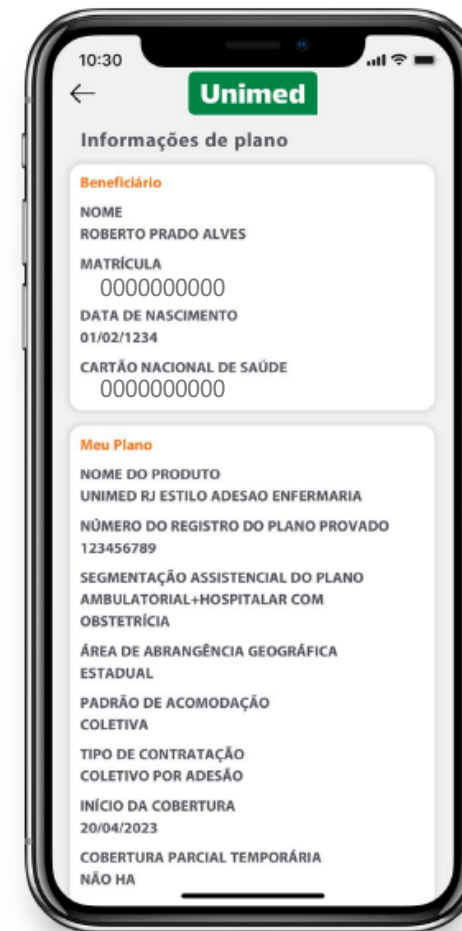 10:30
Unimed
Informações de plano
Beneficiário
NOME
ROBERTO PRADO ALVES
MATRÍCULA
0000000000
DATA DE NASCIMENTO
01/02/1234
CARTÃO NACIONAL DE SAÚDE
0000000000
Meu Plano
NOME DO PRODUTO
UNIMED RJ ESTILO ADESAO ENFERMARIA
NÚMERO DO REGISTRO DO PLANO PROVADO
123456789
SEGMENTAÇÃO ASSISTENCIAL DO PLANO
AMBULATORIAL+HOSPITALAR COM
OBSTETRÍCIA
ÁREA DE ABRANGÊNCIA GEOGRÁFICA
ESTADUAL
PADRÃO DE ACOMODAÇÃO
COLETIVA
TIPO DE CONTRATAÇÃO
COLETIVO POR ADESÃO
INÍCIO DA COBERTURA
20/04/2023
COBERTURA PARCIAL TEMPORÁRIA
NÃO HA